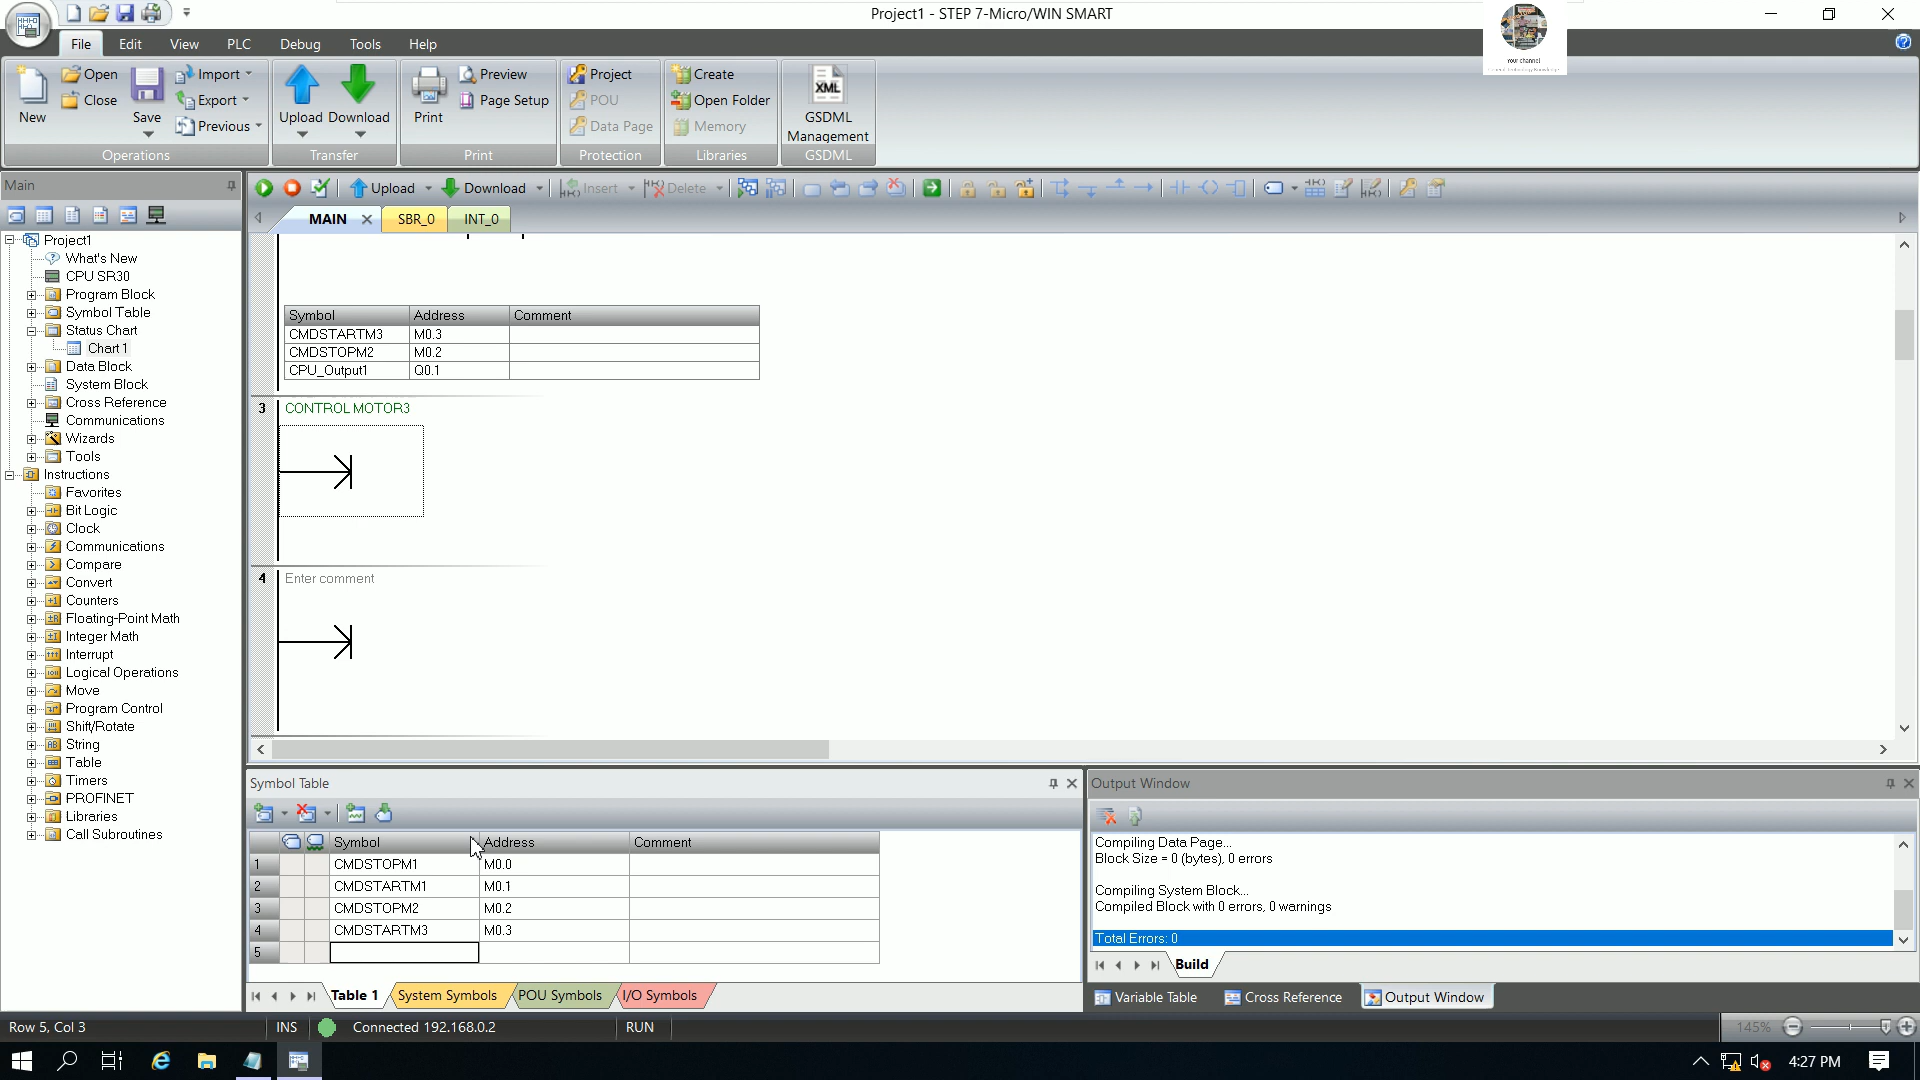 Project1 - STEP 7-Micro/WIN SMART
Your channel
File Edit View PLC Debug Tools Help
New Open Close Save Import Export Previous Operations
Upload Download Transfer
Print Preview Page Setup Print
Project POU Data Page Protection
Create Open Folder Memory Libraries
XML GSDML Management GSDML
Main
Upload Download Insert Delete
MAIN SBR_0 INT_0
Project1
What's New
CPU SR30
Program Block
Symbol Table
Status Chart
Chart 1
Data Block
System Block
Cross Reference
Communications
Wizards
Tools
Instructions
Favorites
Bit Logic
Clock
Communications
Compare
Convert
Counters
Floating-Point Math
Integer Math
Interrupt
Logical Operations
Move
Program Control
Shift/Rotate
String
Table
Timers
PROFINET
Libraries
Call Subroutines
Symbol Address Comment
CMDSTARTM3 M0.3
CMDSTOPM2 M0.2
CPU_Output1 Q0.1
3 CONTROL MOTOR3
4 Enter comment
Symbol Table
Symbol Address Comment
1 CMDSTOPM1 M0.0
2 CMDSTARTM1 M0.1
3 CMDSTOPM2 M0.2
4 CMDSTARTM3 M0.3
5
Table 1 System Symbols POU Symbols I/O Symbols
Output Window
Compiling Data Page...
Block Size = 0 (bytes), 0 errors
Compiling System Block...
Compiled Block with 0 errors, 0 warnings
Total Errors: 0
Build
Variable Table Cross Reference Output Window
Row 5, Col 3 INS Connected 192.168.0.2 RUN 145%
4:27 PM